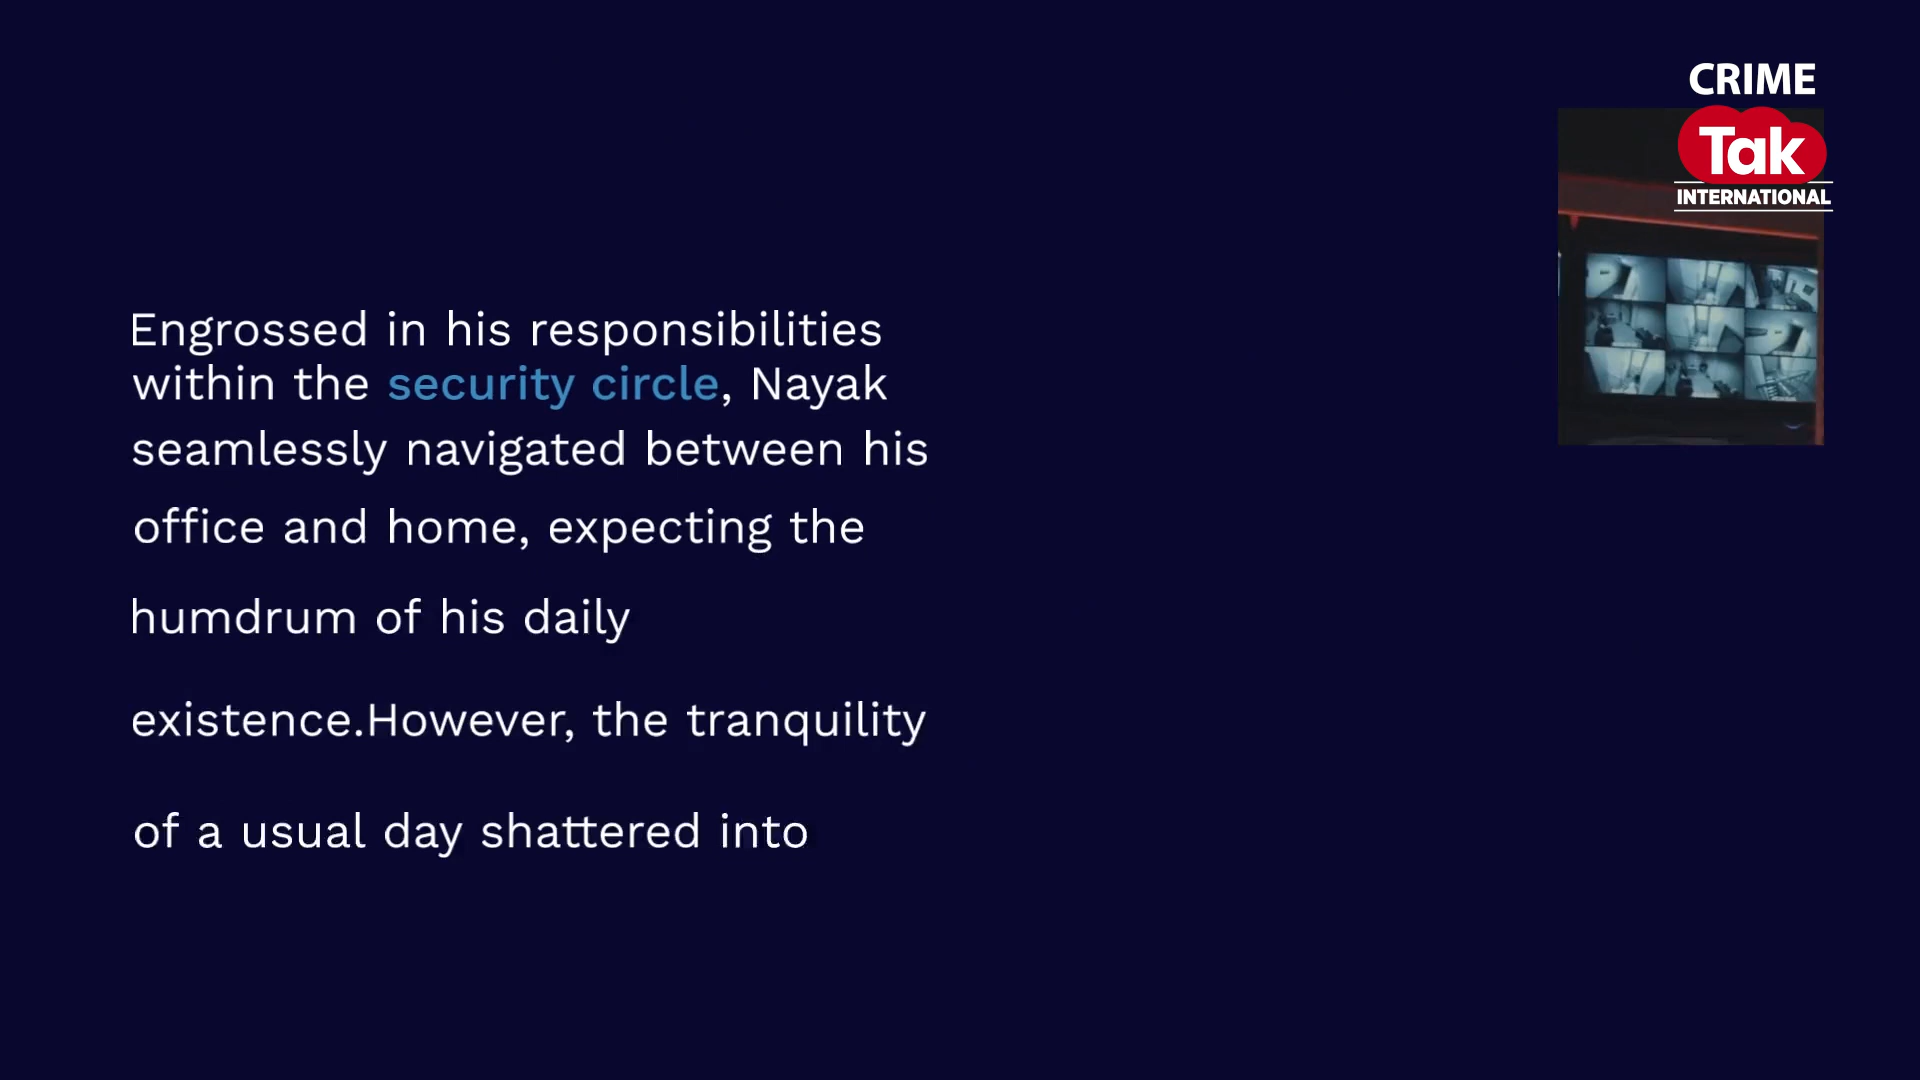 CRIME
Tak
INTERNATIONAL
Engrossed in his responsibilities
within the security circle, Nayak
seamlessly navigated between his
office and home, expecting the
humdrum of his daily
existence.However, the tranquility
of a usual day shattered into